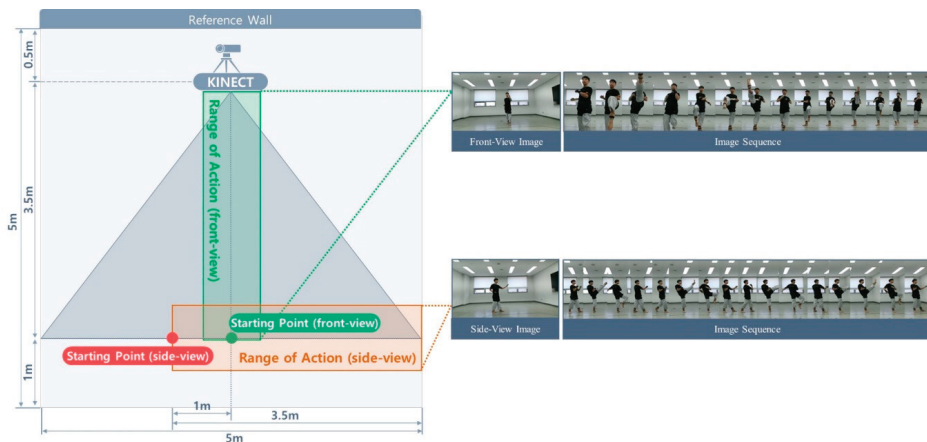 Reference Wall
0.5m
KINECT
Range of Action (front-view)
3.5m
5m
Starting Point (front-view)
Starting Point (side-view)
Range of Action (side-view)
1m
1m
3.5m
5m
Front-View Image
Image Sequence
Side-View Image
Image Sequence